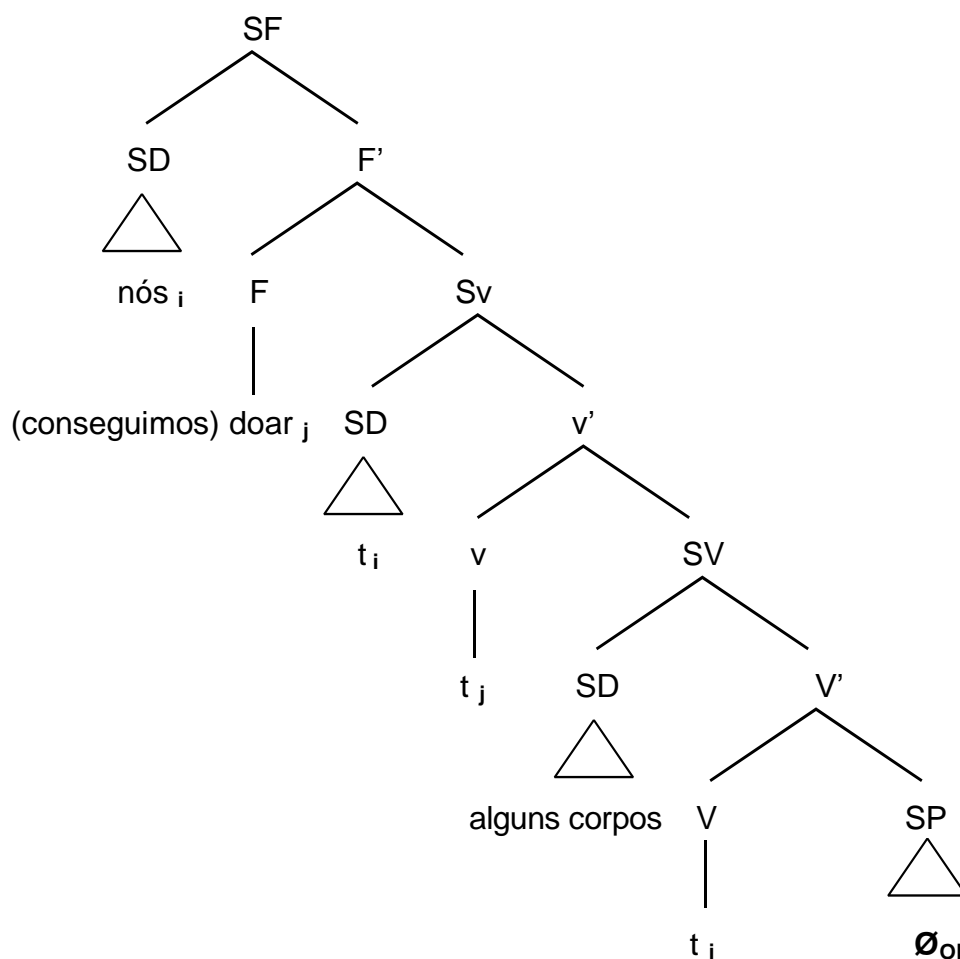 SF
SD F’
nós i F Sv
(conseguimos) doar j SD v’
t i v SV
t j SD V’
alguns corpos V SP
t i Ø